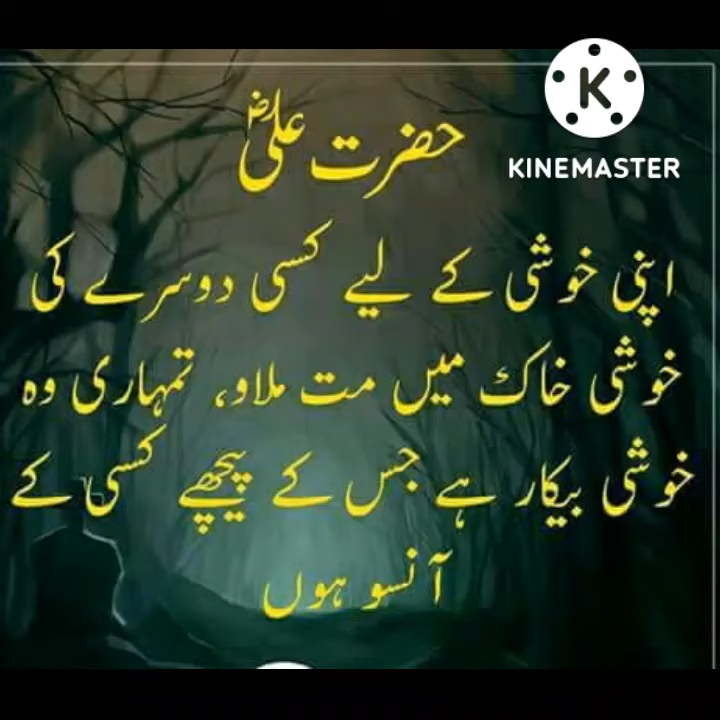 KINEMASTER
حضرت علیؓ
اپنی خوشی کے لیے کسی دوسرے کی
خوشی خاک میں مت ملاو، تمہاری وہ
خوشی بیکار ہے جس کے پیچھے کسی کے
آنسو ہوں